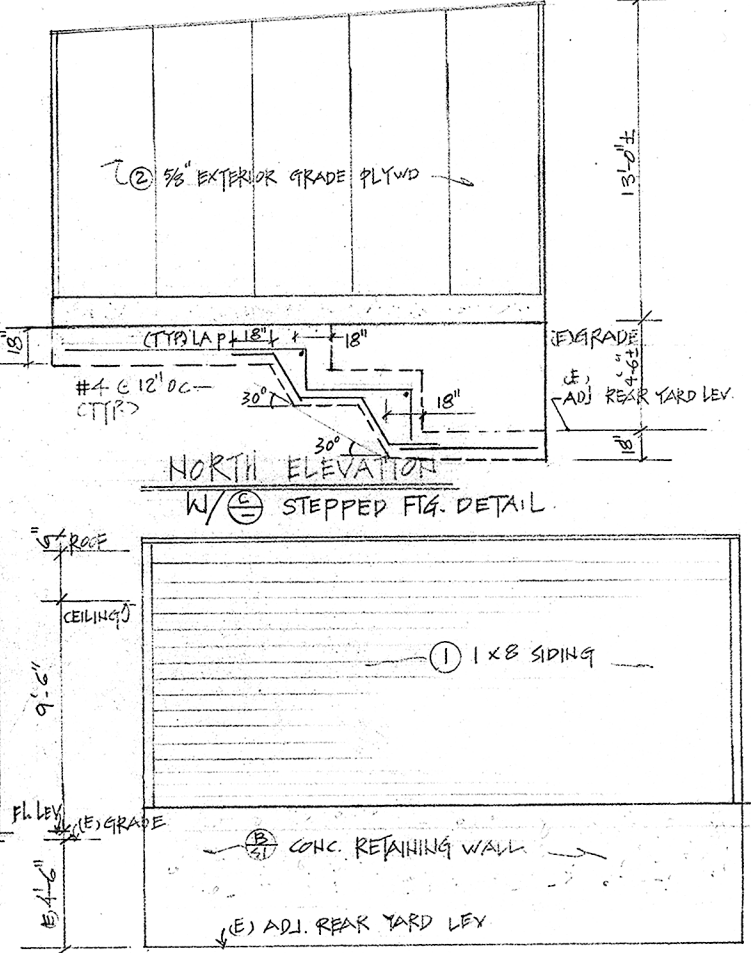 ② 5/8" EXTERIOR GRADE PLYWD
13'-0"±
18"
(TYP.) LAP 18"
18"
(E) GRADE
4'-6"±
#4 @ 12" OC
(TYP.)
(E)
ADJ REAR YARD LEV.
30°
18"
30°
18"
NORTH ELEVATION
W/ C STEPPED FTG. DETAIL
6" ROOF
CEILING
① 1 x 8 SIDING
9'-6"
FL. LEV
(E) GRADE
B
S1
CONC. RETAINING WALL
(E) 4'-6"
(E) ADJ. REAR YARD LEV